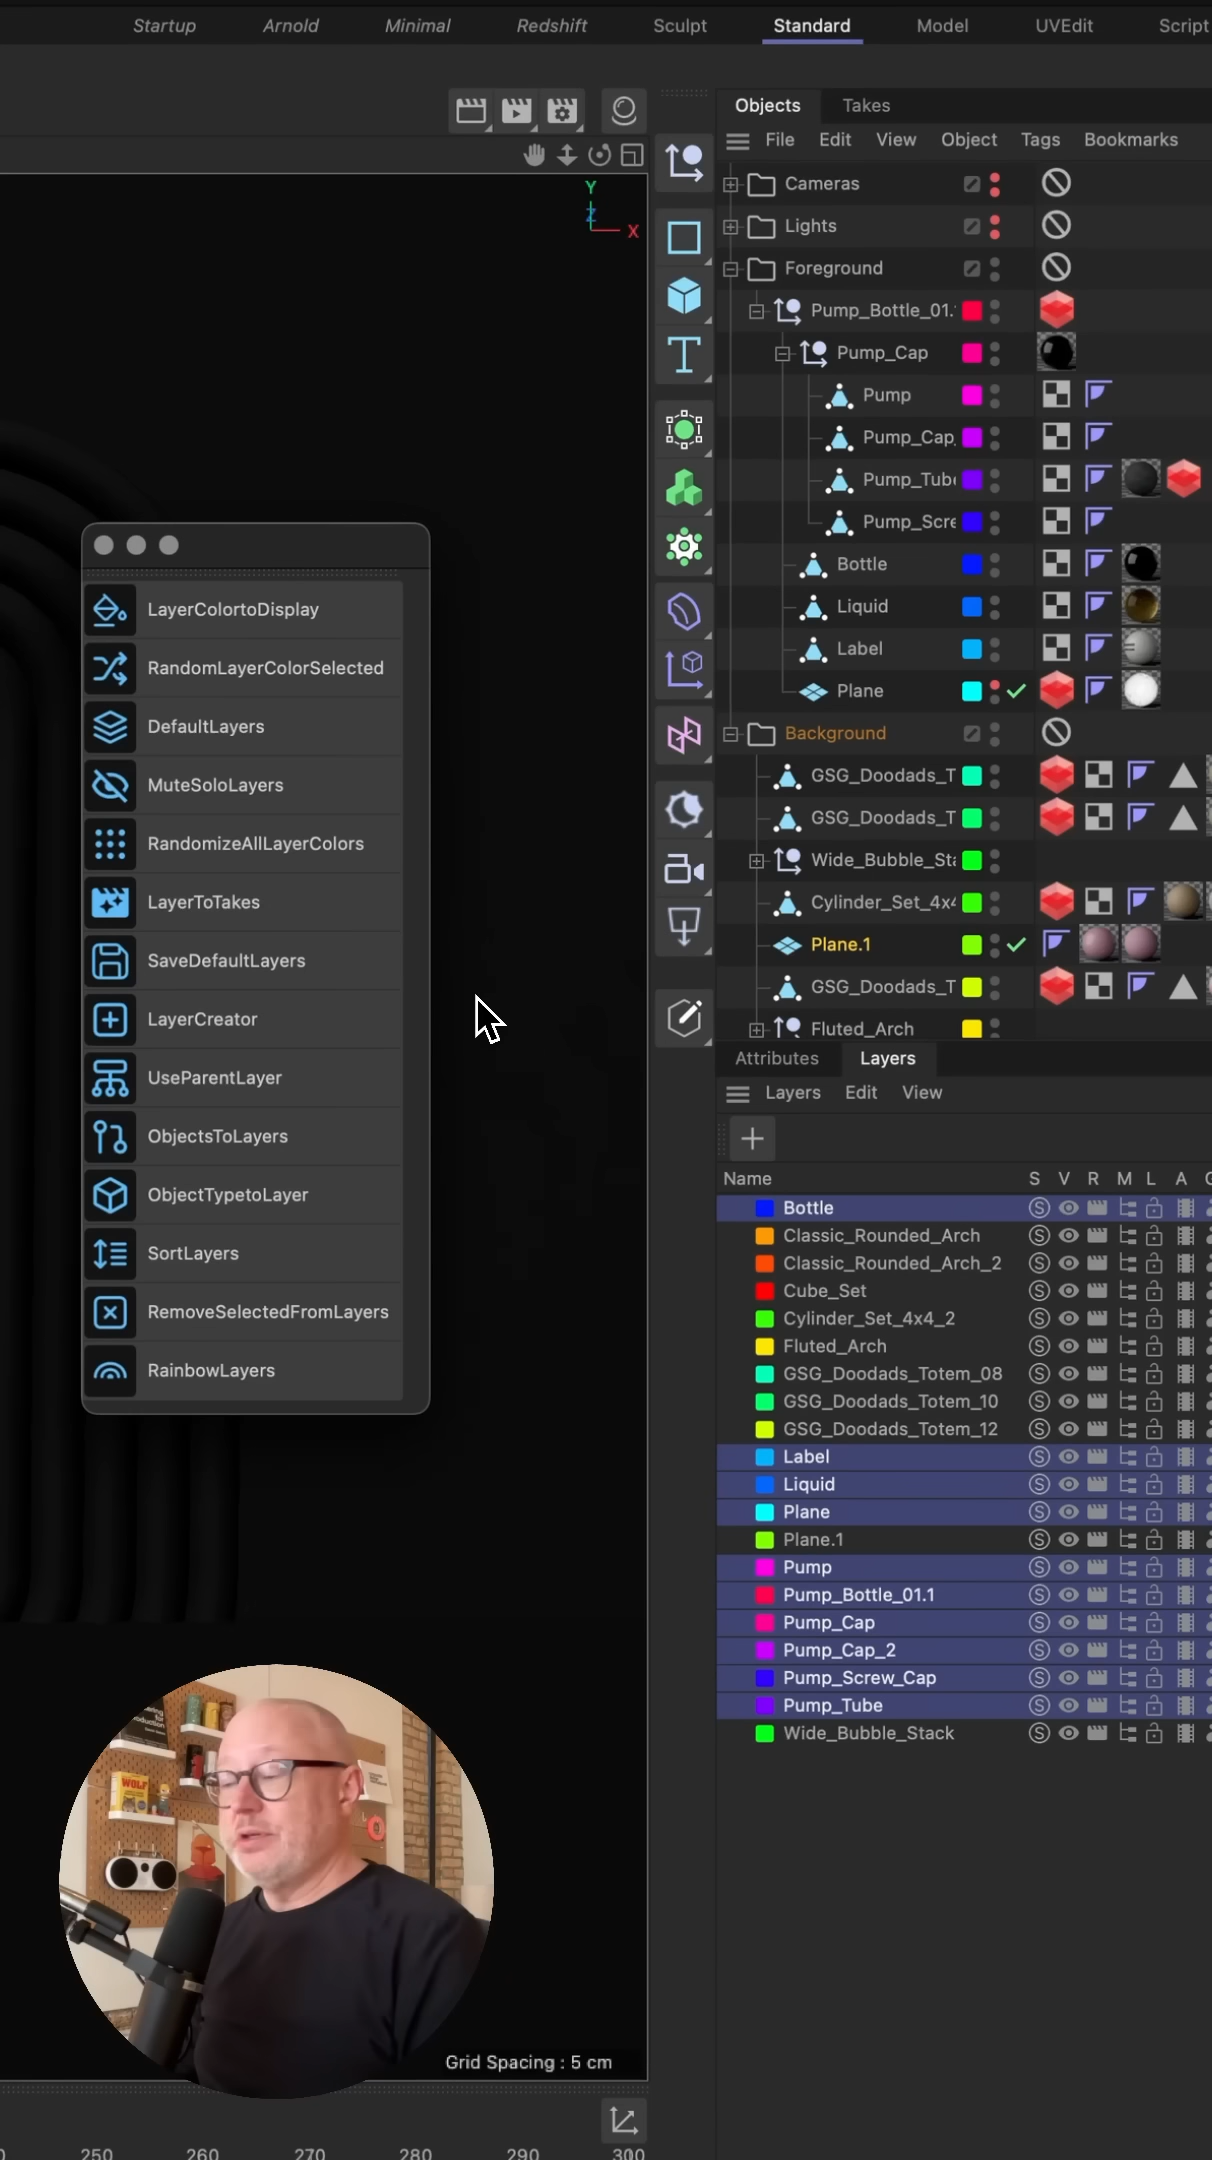 Startup Arnold Minimal Redshift Sculpt Standard Model UVEdit Script
Objects Takes
File Edit View Object Tags Bookmarks
Y
Z
X
Cameras
Lights
Foreground
Pump_Bottle_01.
Pump_Cap
Pump
Pump_Cap_
Pump_Tub
Pump_Scre
Bottle
Liquid
Label
Plane
Background
GSG_Doodads_T
GSG_Doodads_T
Wide_Bubble_St
Cylinder_Set_4x
Plane.1
GSG_Doodads_T
Fluted_Arch
LayerColortoDisplay
RandomLayerColorSelected
DefaultLayers
MuteSoloLayers
RandomizeAllLayerColors
LayerToTakes
SaveDefaultLayers
LayerCreator
UseParentLayer
ObjectsToLayers
ObjectTypetoLayer
SortLayers
RemoveSelectedFromLayers
RainbowLayers
Attributes Layers
Layers Edit View
Name S V R M L A G
Bottle
Classic_Rounded_Arch
Classic_Rounded_Arch_2
Cube_Set
Cylinder_Set_4x4_2
Fluted_Arch
GSG_Doodads_Totem_08
GSG_Doodads_Totem_10
GSG_Doodads_Totem_12
Label
Liquid
Plane
Plane.1
Pump
Pump_Bottle_01.1
Pump_Cap
Pump_Cap_2
Pump_Screw_Cap
Pump_Tube
Wide_Bubble_Stack
WOLF
Grid Spacing : 5 cm
250 260 270 280 290 300